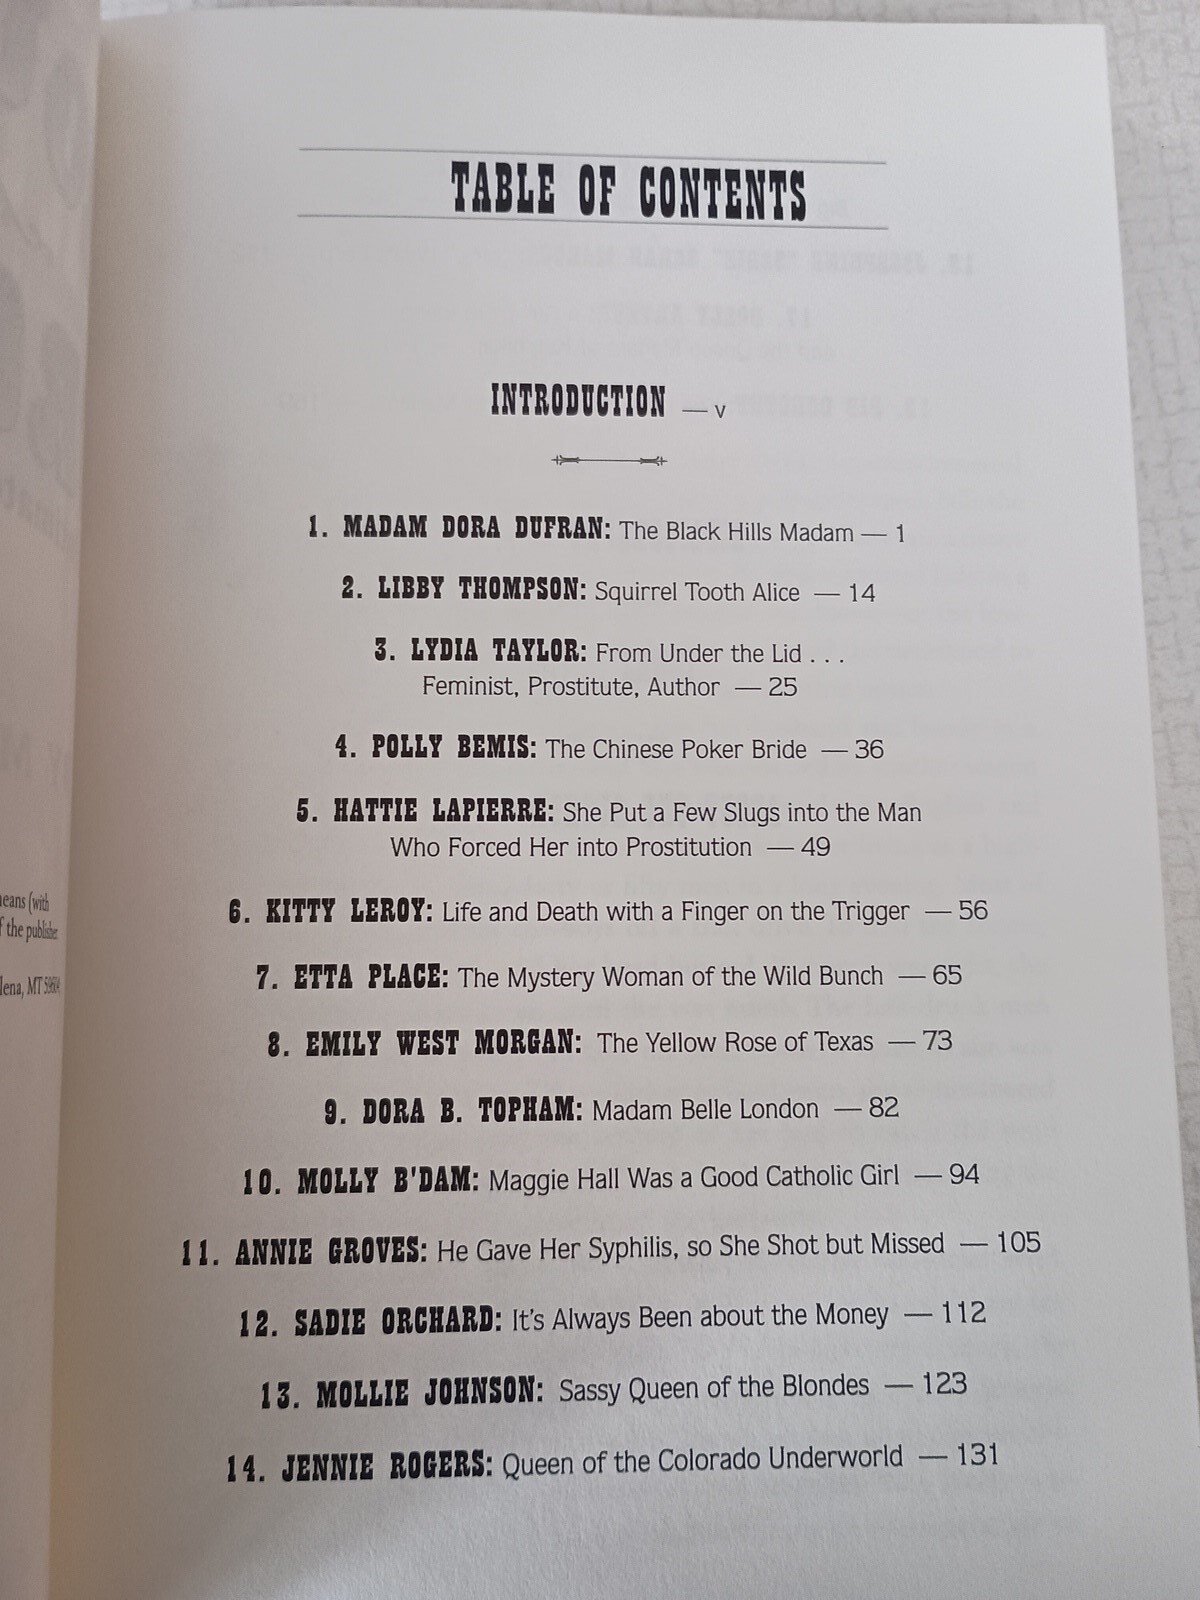 TABLE OF CONTENTS
INTRODUCTION — v
1. MADAM DORA DUFRAN: The Black Hills Madam — 1
2. LIBBY THOMPSON: Squirrel Tooth Alice — 14
3. LYDIA TAYLOR: From Under the Lid . . .
Feminist, Prostitute, Author — 25
4. POLLY BEMIS: The Chinese Poker Bride — 36
5. HATTIE LAPIERRE: She Put a Few Slugs into the Man
Who Forced Her into Prostitution — 49
6. KITTY LEROY: Life and Death with a Finger on the Trigger — 56
7. ETTA PLACE: The Mystery Woman of the Wild Bunch — 65
8. EMILY WEST MORGAN: The Yellow Rose of Texas — 73
9. DORA B. TOPHAM: Madam Belle London — 82
10. MOLLY B'DAM: Maggie Hall Was a Good Catholic Girl — 94
11. ANNIE GROVES: He Gave Her Syphilis, so She Shot but Missed — 105
12. SADIE ORCHARD: It's Always Been about the Money — 112
13. MOLLIE JOHNSON: Sassy Queen of the Blondes — 123
14. JENNIE ROGERS: Queen of the Colorado Underworld — 131
eans (with
f the publisher
lena, MT